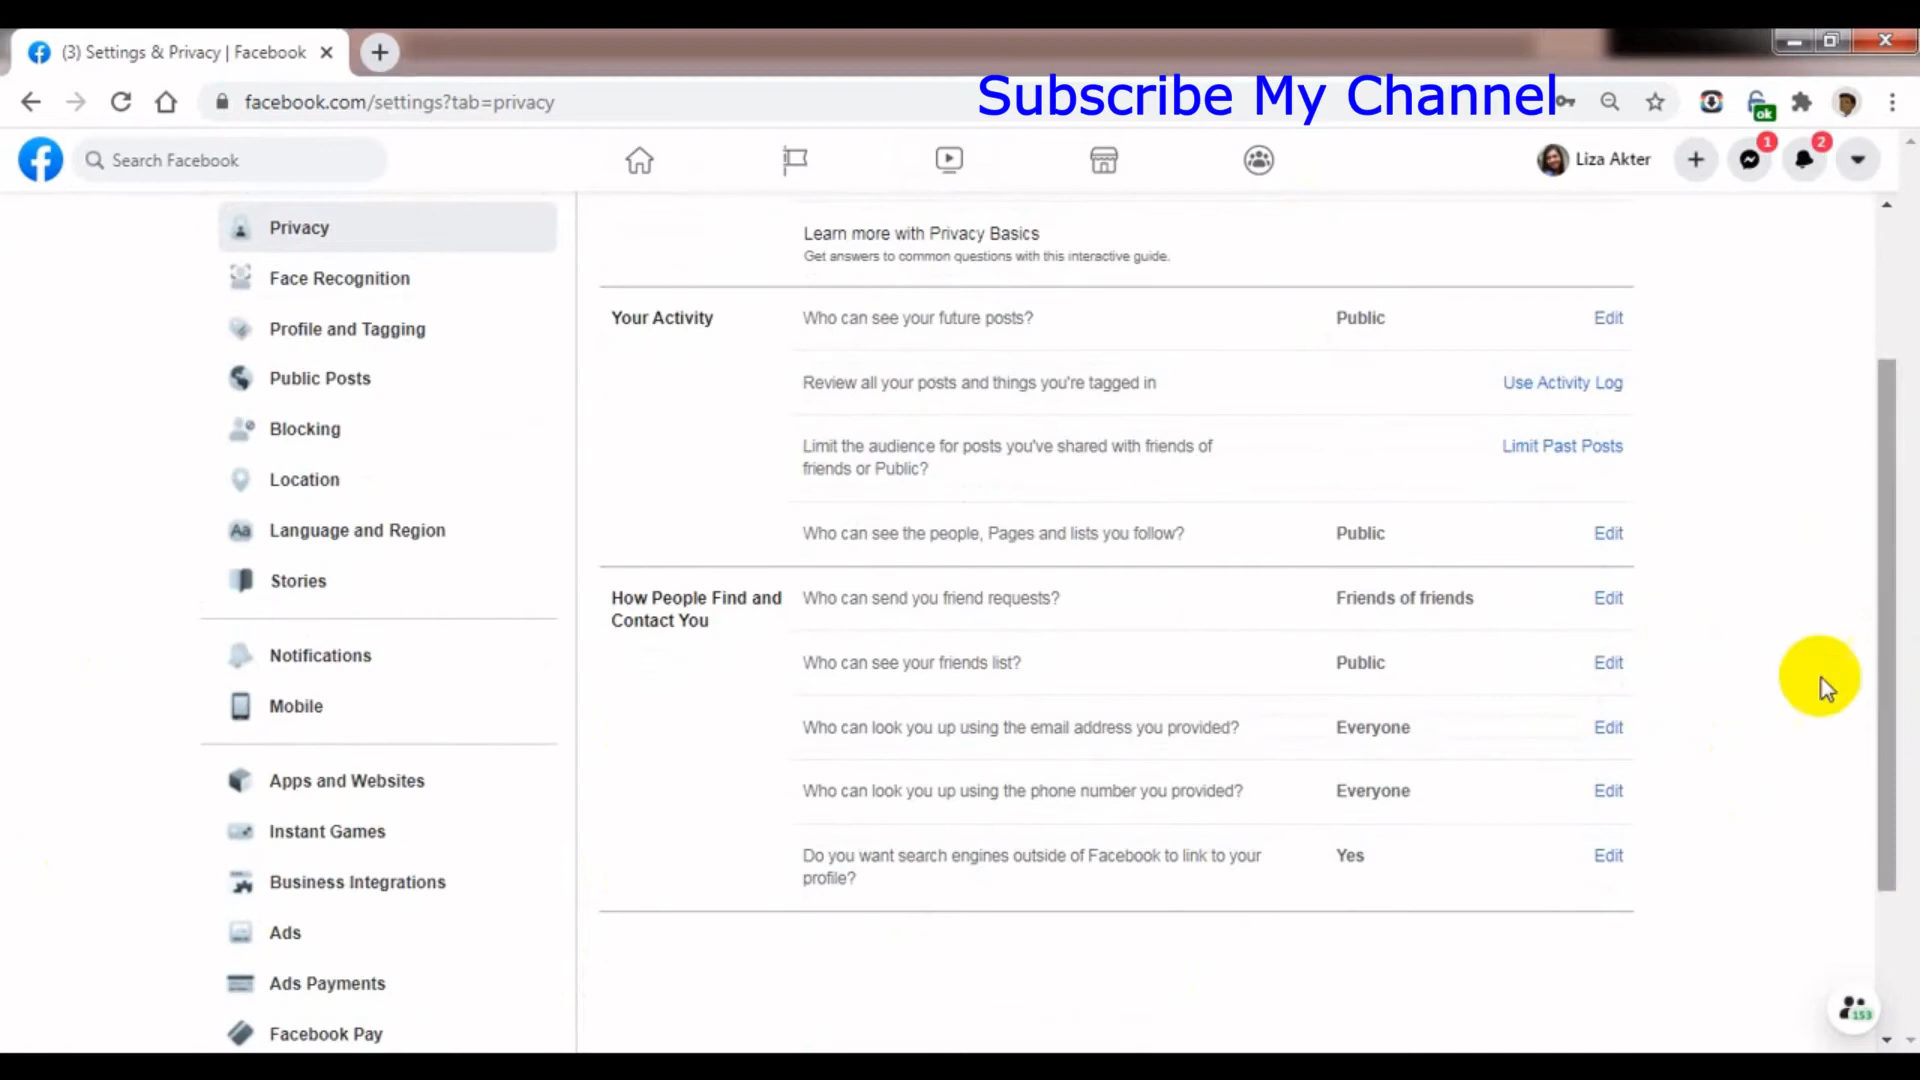 (3) Settings & Privacy | Facebook
facebook.com/settings?tab=privacy
Subscribe My Channel
ok
Search Facebook
Liza Akter
1
2
Privacy
Face Recognition
Profile and Tagging
Public Posts
Blocking
Location
Aa Language and Region
Stories
Notifications
Mobile
Apps and Websites
Instant Games
Business Integrations
Ads
Ads Payments
Facebook Pay
Learn more with Privacy Basics
Get answers to common questions with this interactive guide.
Your Activity
Who can see your future posts? Public Edit
Review all your posts and things you're tagged in Use Activity Log
Limit the audience for posts you've shared with friends of
friends or Public?
Limit Past Posts
Who can see the people, Pages and lists you follow? Public Edit
How People Find and
Contact You
Who can send you friend requests? Friends of friends Edit
Who can see your friends list? Public Edit
Who can look you up using the email address you provided? Everyone Edit
Who can look you up using the phone number you provided? Everyone Edit
Do you want search engines outside of Facebook to link to your
profile?
Yes Edit
153